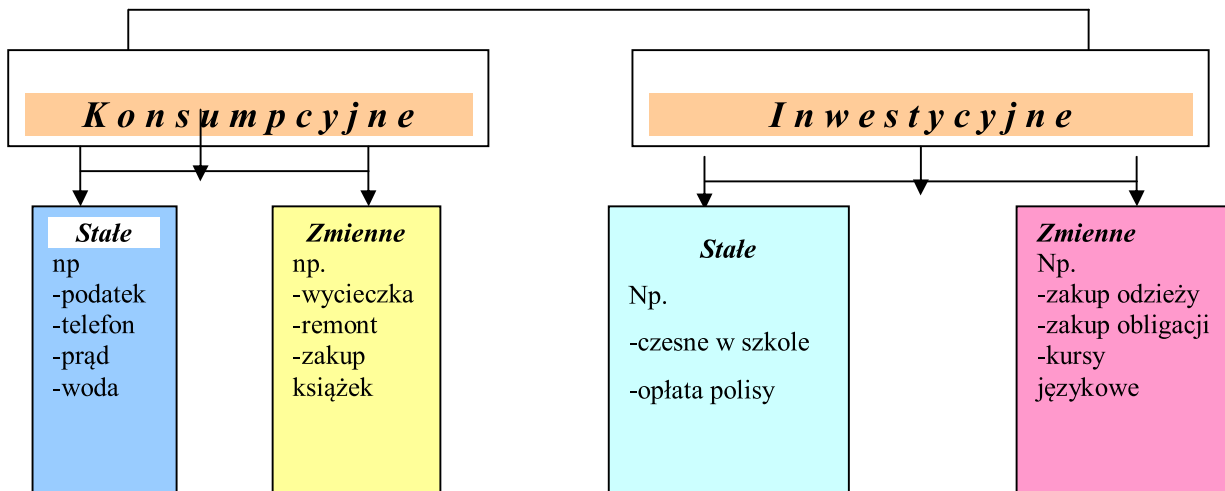 Konsumpcyjne
Inwestycyjne
Stałe
np
-podatek
-telefon
-prąd
-woda
Zmienne
np.
-wycieczka
-remont
-zakup
książek
Stałe
Np.
-czesne w szkole
-opłata polisy
Zmienne
Np.
-zakup odzieży
-zakup obligacji
-kursy
językowe